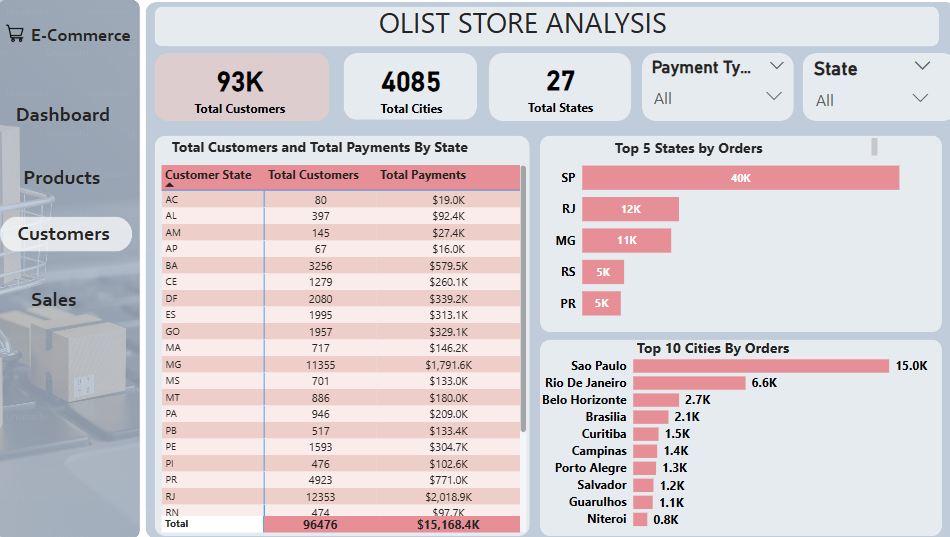 OLIST STORE ANALYSIS
E-Commerce
Dashboard
Products
Customers
Sales
93K
Total Customers
4085
Total Cities
27
Total States
Payment Ty...
All
State
All
Total Customers and Total Payments By State
Customer State Total Customers Total Payments
AC 80 $19.0K
AL 397 $92.4K
AM 145 $27.4K
AP 67 $16.0K
BA 3256 $579.5K
CE 1279 $260.1K
DF 2080 $339.2K
ES 1995 $313.1K
GO 1957 $329.1K
MA 717 $146.2K
MG 11355 $1,791.6K
MS 701 $133.0K
MT 886 $180.0K
PA 946 $209.0K
PB 517 $133.4K
PE 1593 $304.7K
PI 476 $102.6K
PR 4923 $771.0K
RJ 12353 $2,018.9K
RN 474 $97.7K
Total 96476 $15,168.4K
Top 5 States by Orders
SP 40K
RJ 12K
MG 11K
RS 5K
PR 5K
Top 10 Cities By Orders
Sao Paulo 15.0K
Rio De Janeiro 6.6K
Belo Horizonte 2.7K
Brasilia 2.1K
Curitiba 1.5K
Campinas 1.4K
Porto Alegre 1.3K
Salvador 1.2K
Guarulhos 1.1K
Niteroi 0.8K